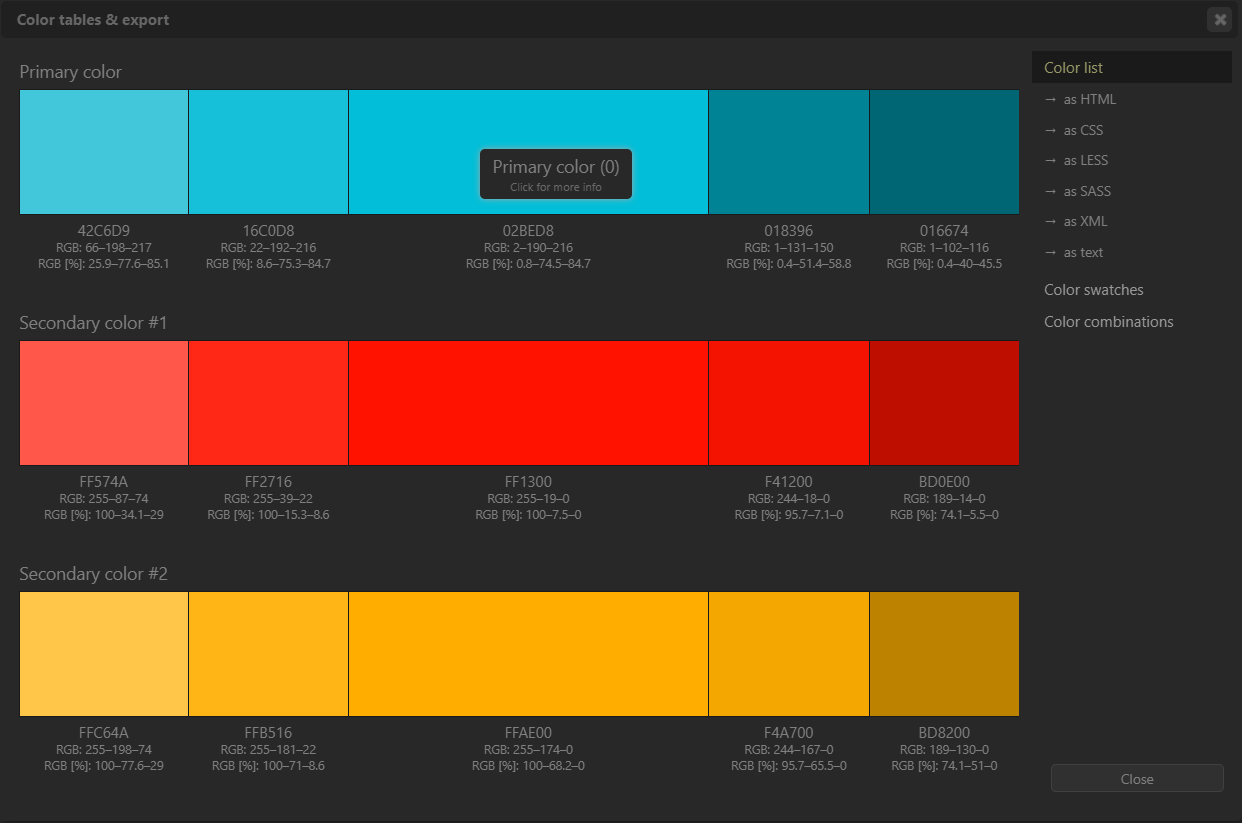 Color tables & export
Primary color
Primary color (0)
Click for more info
42C6D9
RGB: 66–198–217
RGB [%]: 25.9–77.6–85.1
16C0D8
RGB: 22–192–216
RGB [%]: 8.6–75.3–84.7
02BED8
RGB: 2–190–216
RGB [%]: 0.8–74.5–84.7
018396
RGB: 1–131–150
RGB [%]: 0.4–51.4–58.8
016674
RGB: 1–102–116
RGB [%]: 0.4–40–45.5
Secondary color #1
FF574A
RGB: 255–87–74
RGB [%]: 100–34.1–29
FF2716
RGB: 255–39–22
RGB [%]: 100–15.3–8.6
FF1300
RGB: 255–19–0
RGB [%]: 100–7.5–0
F41200
RGB: 244–18–0
RGB [%]: 95.7–7.1–0
BD0E00
RGB: 189–14–0
RGB [%]: 74.1–5.5–0
Secondary color #2
FFC64A
RGB: 255–198–74
RGB [%]: 100–77.6–29
FFB516
RGB: 255–181–22
RGB [%]: 100–71–8.6
FFAE00
RGB: 255–174–0
RGB [%]: 100–68.2–0
F4A700
RGB: 244–167–0
RGB [%]: 95.7–65.5–0
BD8200
RGB: 189–130–0
RGB [%]: 74.1–51–0
Color list
→ as HTML
→ as CSS
→ as LESS
→ as SASS
→ as XML
→ as text
Color swatches
Color combinations
Close